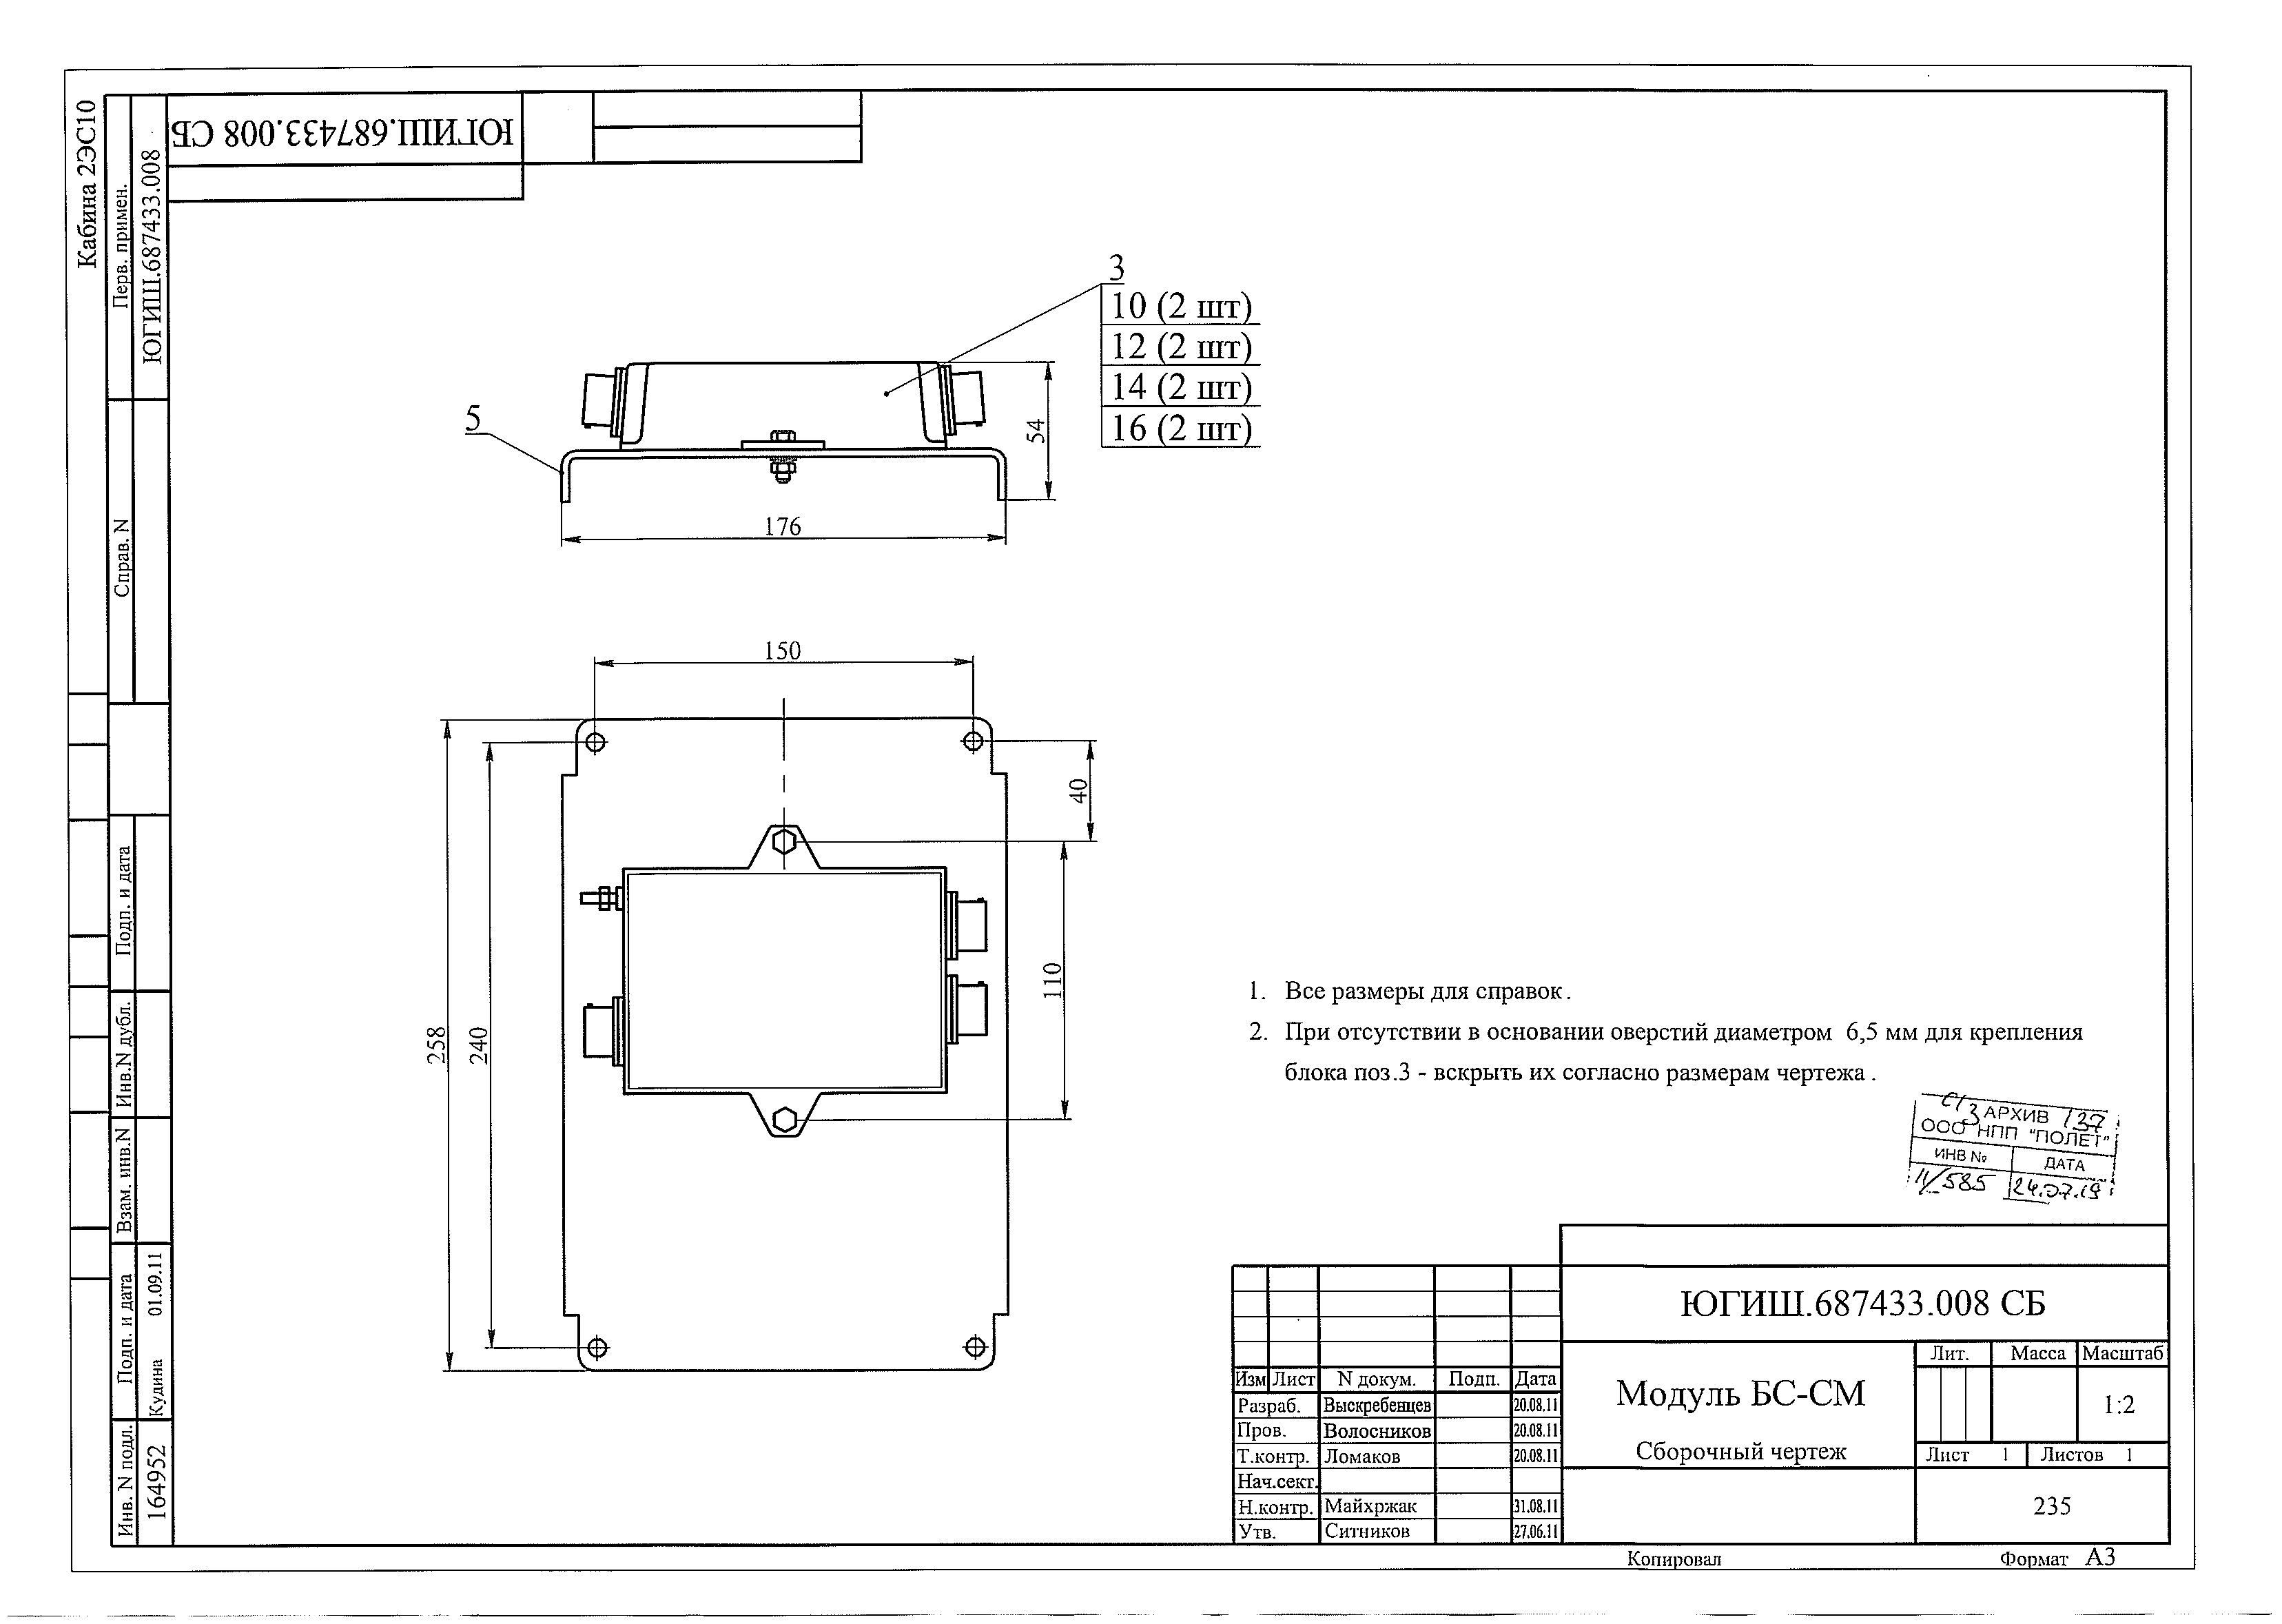 Кабина 2ЭС10
Перв. примен.
ЮГИШ.687433.008
Справ. N
Подп. и дата
Инв.N дубл.
Взам. инв.N
Подп. и дата
Кудина 01.09.11
Инв. N подл.
164952
ЮГИШ.687433.008 СБ
3
10 (2 шт)
12 (2 шт)
14 (2 шт)
16 (2 шт)
5
54
176
150
40
110
258
240
1. Все размеры для справок.
2. При отсутствии в основании оверстий диаметром 6,5 мм для крепления
блока поз.3 - вскрыть их согласно размерам чертежа.
АРХИВ 137
ООО НПП "ПОЛЕТ"
ИНВ № ДАТА
11/585 24.07.19
ЮГИШ.687433.008 СБ
Изм Лист N докум. Подп. Дата
Разраб. Выскребенцев 20.08.11
Пров. Волосников 20.08.11
Т.контр. Ломаков 20.08.11
Нач.сект.
Н.контр. Майхржак 31.08.11
Утв. Ситников 27.06.11
Модуль БС-СМ
Сборочный чертеж
Лит. Масса Масштаб
1:2
Лист 1 Листов 1
235
Копировал Формат А3